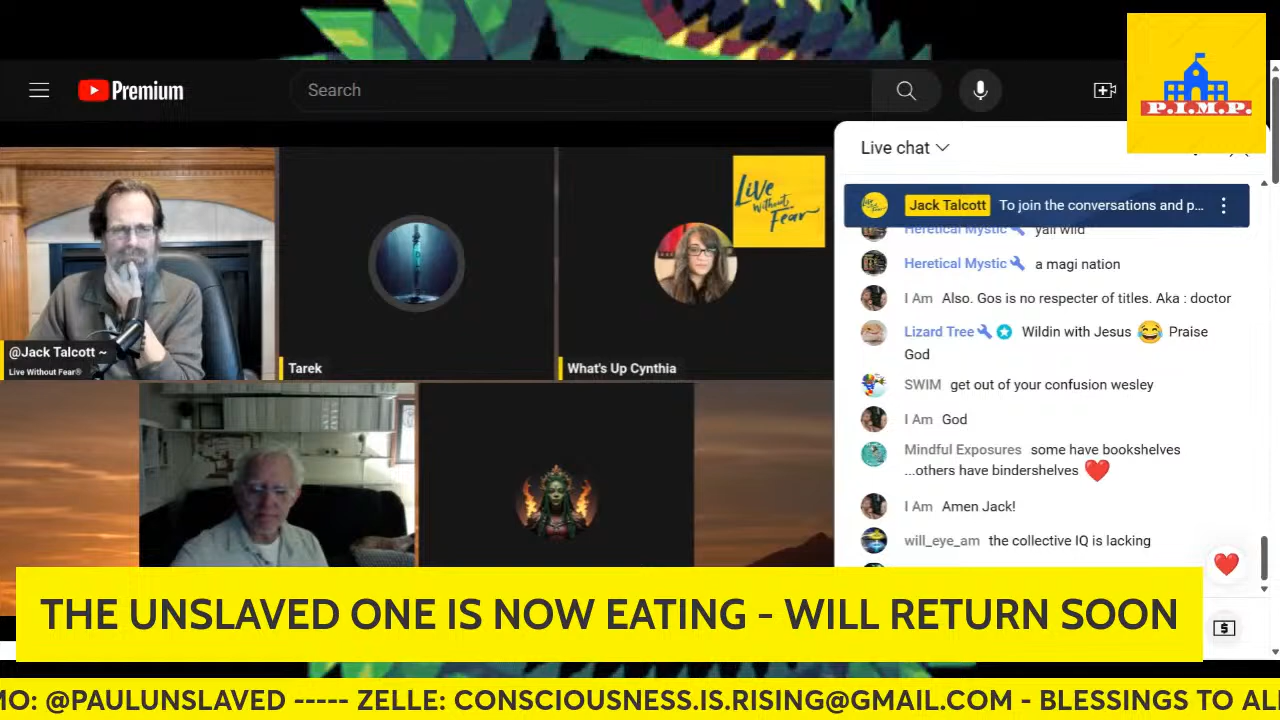 Premium
Search
P.I.M.P.
Live chat
Live Without Fear
Jack Talcott To join the conversations and p...
Heretical Mystic yall wild
Heretical Mystic a magi nation
I Am Also. Gos is no respecter of titles. Aka : doctor
Lizard Tree Wildin with Jesus 😂 Praise
God
SWIM get out of your confusion wesley
I Am God
Mindful Exposures some have bookshelves
...others have bindershelves ❤️
I Am Amen Jack!
will_eye_am the collective IQ is lacking
@Jack Talcott ~
Live Without Fear®
Tarek
What's Up Cynthia
THE UNSLAVED ONE IS NOW EATING - WILL RETURN SOON
MO: @PAULUNSLAVED ----- ZELLE: CONSCIOUSNESS.IS.RISING@GMAIL.COM - BLESSINGS TO AL